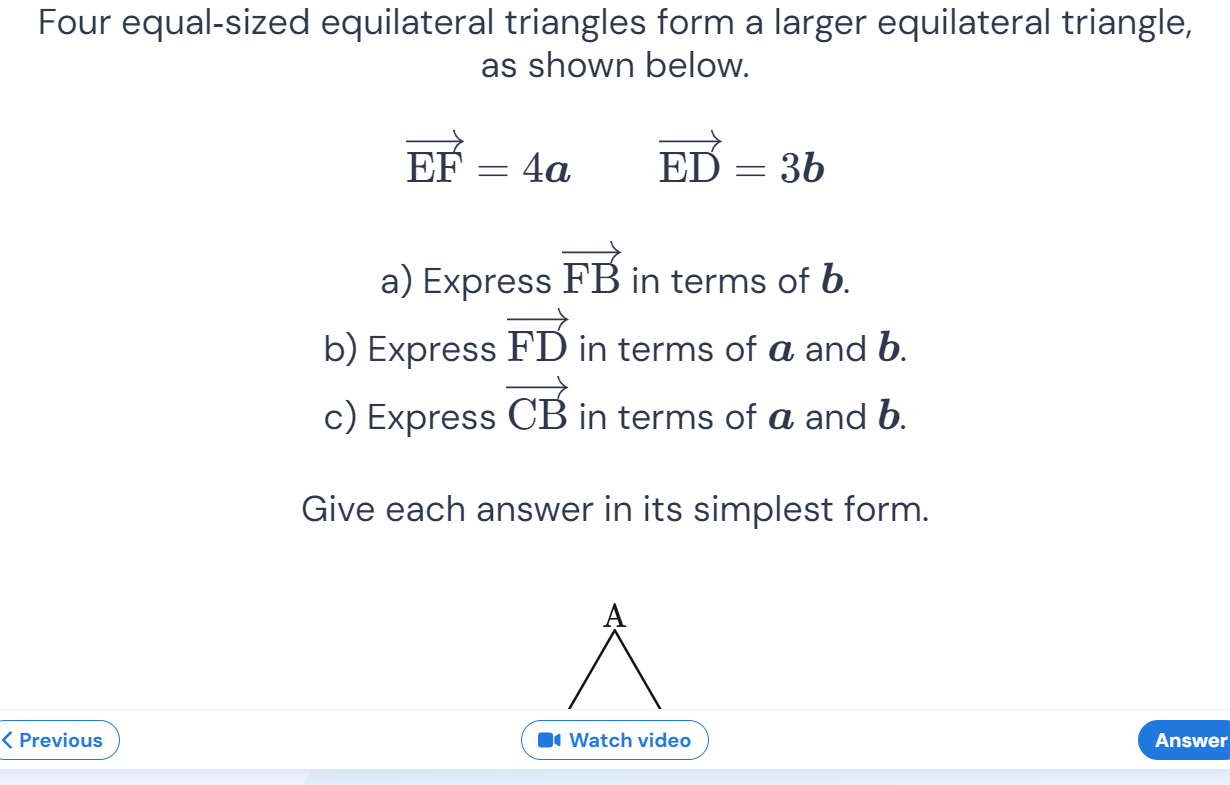 Four equal-sized equilateral triangles form a larger equilateral triangle,
as shown below.
$\overrightarrow{EF} = 4\boldsymbol{a}$ $\overrightarrow{ED} = 3\boldsymbol{b}$
a) Express $\overrightarrow{FB}$ in terms of $\boldsymbol{b}$.
b) Express $\overrightarrow{FD}$ in terms of $\boldsymbol{a}$ and $\boldsymbol{b}$.
c) Express $\overrightarrow{CB}$ in terms of $\boldsymbol{a}$ and $\boldsymbol{b}$.
Give each answer in its simplest form.
A
< Previous
Watch video
Answer